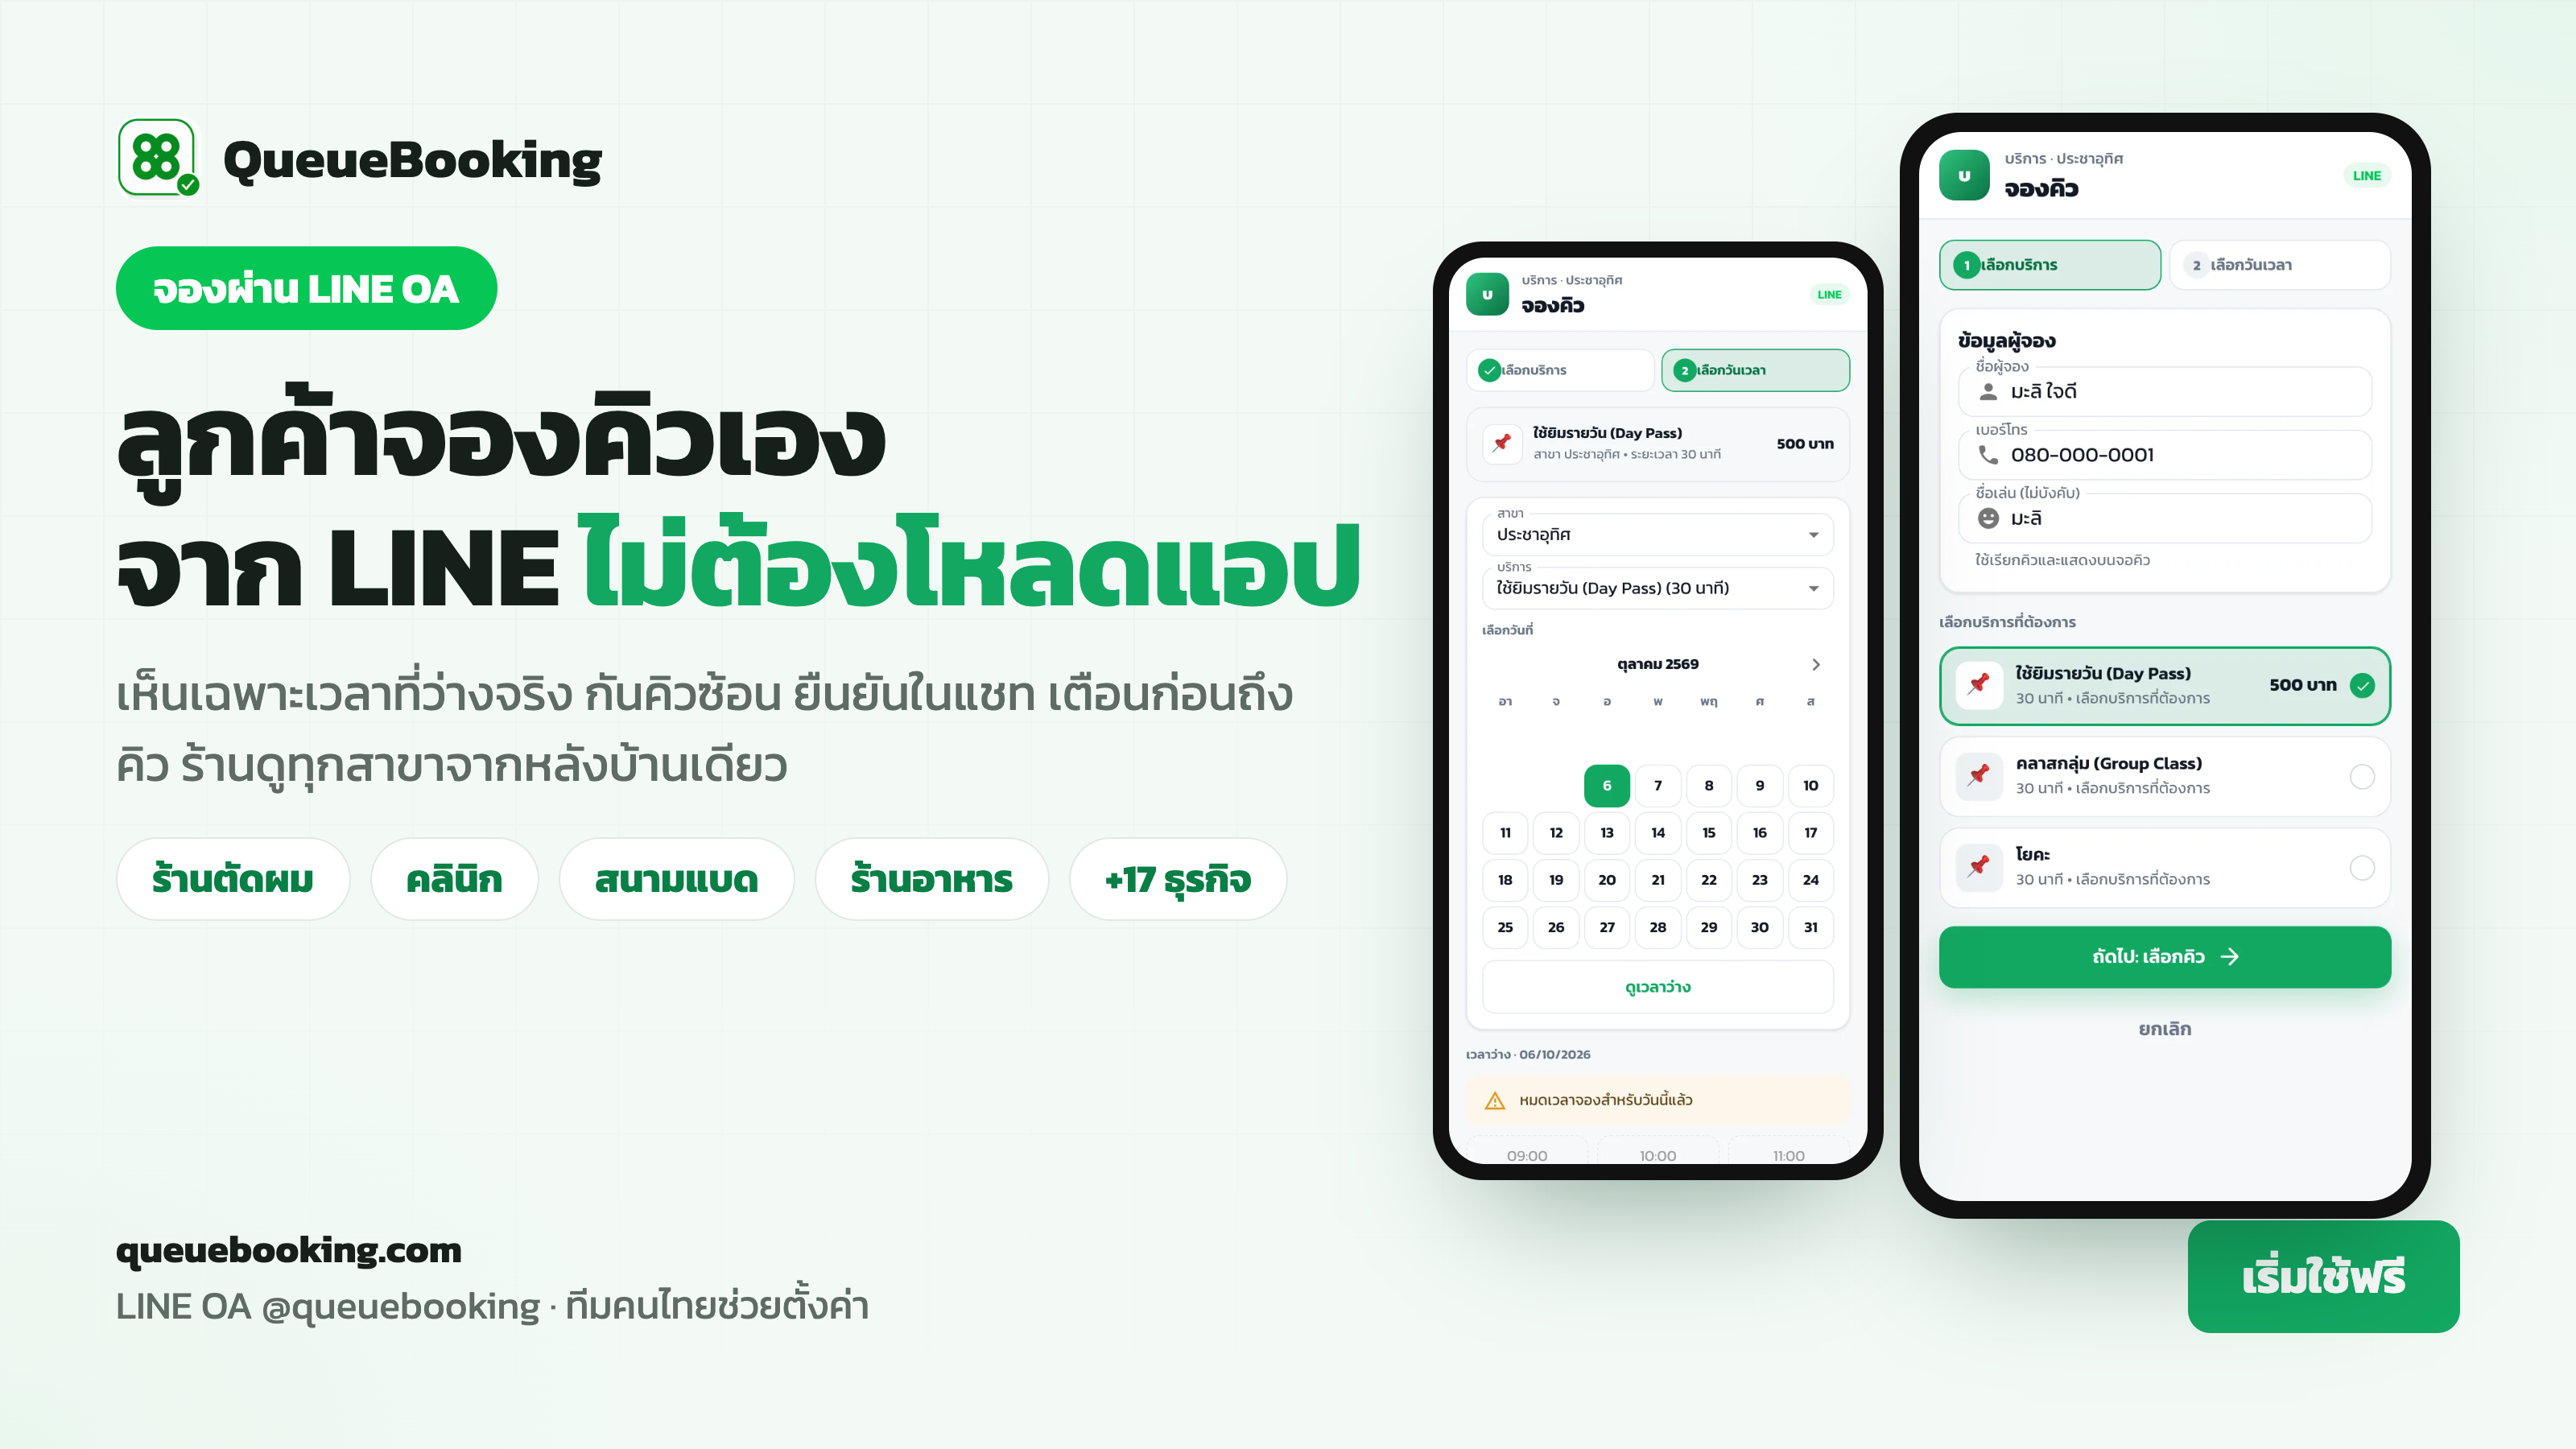 QueueBooking
จองผ่าน LINE OA
ลูกค้าจองคิวเอง
จาก LINE ไม่ต้องโหลดแอป
เห็นเฉพาะเวลาที่ว่างจริง กันคิวซ้อน ยืนยันในแชท เตือนก่อนถึง
คิว ร้านดูทุกสาขาจากหลังบ้านเดียว
ร้านตัดผม
คลินิก
สนามแบด
ร้านอาหาร
+17 ธุรกิจ
queuebooking.com
LINE OA @queuebooking · ทีมคนไทยช่วยตั้งค่า
บ
บริการ · ประชาอุทิศ
จองคิว
LINE
เลือกบริการ
2 เลือกวันเวลา
ใช้ยิมรายวัน (Day Pass)
สาขา ประชาอุทิศ • ระยะเวลา 30 นาที
500 บาท
สาขา
ประชาอุทิศ
บริการ
ใช้ยิมรายวัน (Day Pass) (30 นาที)
เลือกวันที่
ตุลาคม 2569
อา จ อ พ พฤ ศ ส
6 7 8 9 10
11 12 13 14 15 16 17
18 19 20 21 22 23 24
25 26 27 28 29 30 31
ดูเวลาว่าง
เวลาว่าง · 06/10/2026
หมดเวลาจองสำหรับวันนี้แล้ว
09:00 10:00 11:00
บ
บริการ · ประชาอุทิศ
จองคิว
LINE
1 เลือกบริการ
2 เลือกวันเวลา
ข้อมูลผู้จอง
ชื่อผู้จอง
มะลิ ใจดี
เบอร์โทร
080-000-0001
ชื่อเล่น (ไม่บังคับ)
มะลิ
ใช้เรียกคิวและแสดงบนจอคิว
เลือกบริการที่ต้องการ
ใช้ยิมรายวัน (Day Pass)
30 นาที • เลือกบริการที่ต้องการ
500 บาท
คลาสกลุ่ม (Group Class)
30 นาที • เลือกบริการที่ต้องการ
โยคะ
30 นาที • เลือกบริการที่ต้องการ
ถัดไป: เลือกคิว
ยกเลิก
เริ่มใช้ฟรี